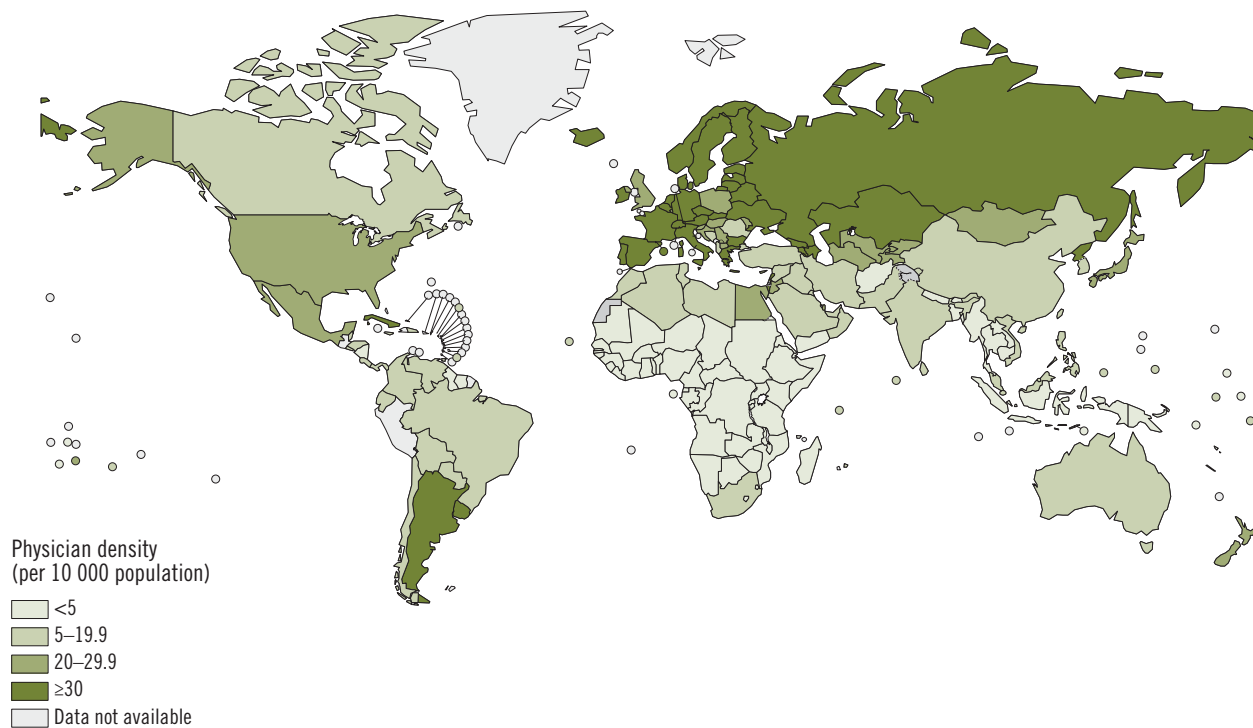 Physician density
(per 10 000 population)
<5
5–19.9
20–29.9
≥30
Data not available